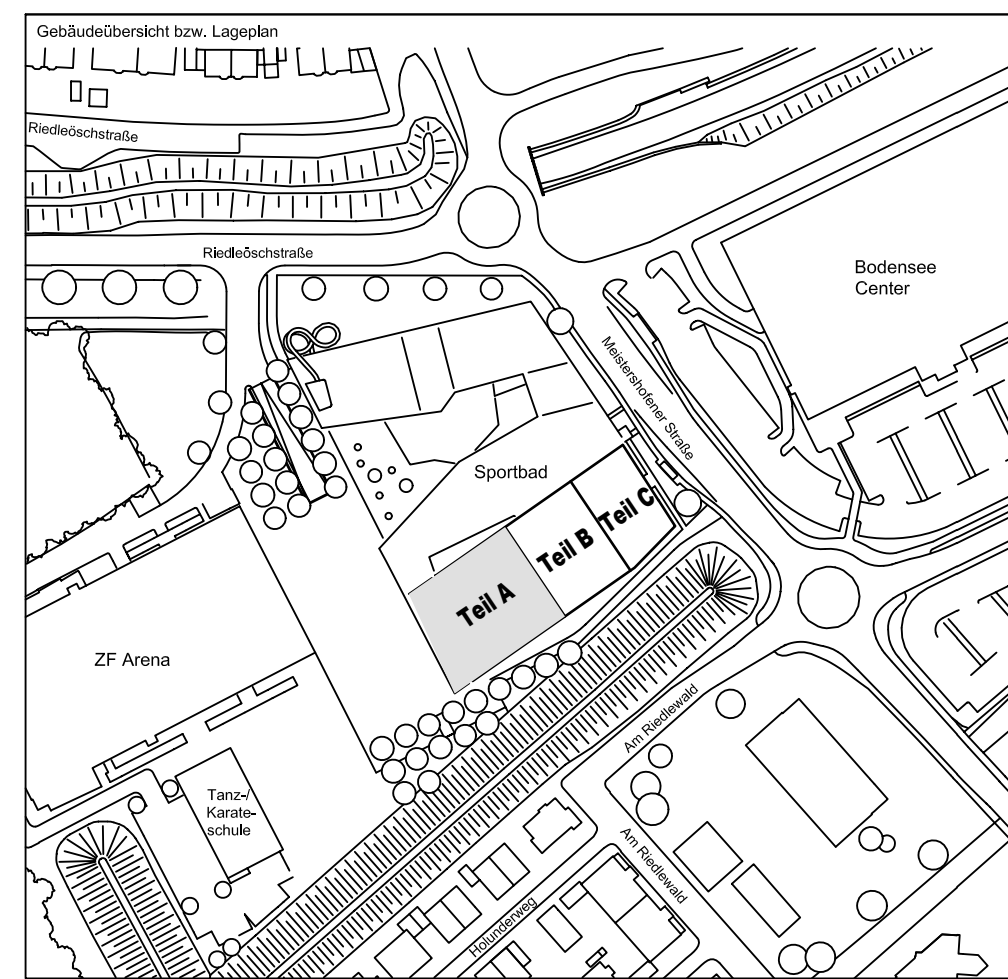 Gebäudeübersicht bzw. Lageplan
Riedleöschstraße
Riedleöschstraße
Bodensee
Center
Meistershofener Straße
Sportbad
Teil C
Teil B
Teil A
ZF Arena
Am Riedlewald
Tanz-/
Karate-
schule
Am Riedlewald
Holunderweg